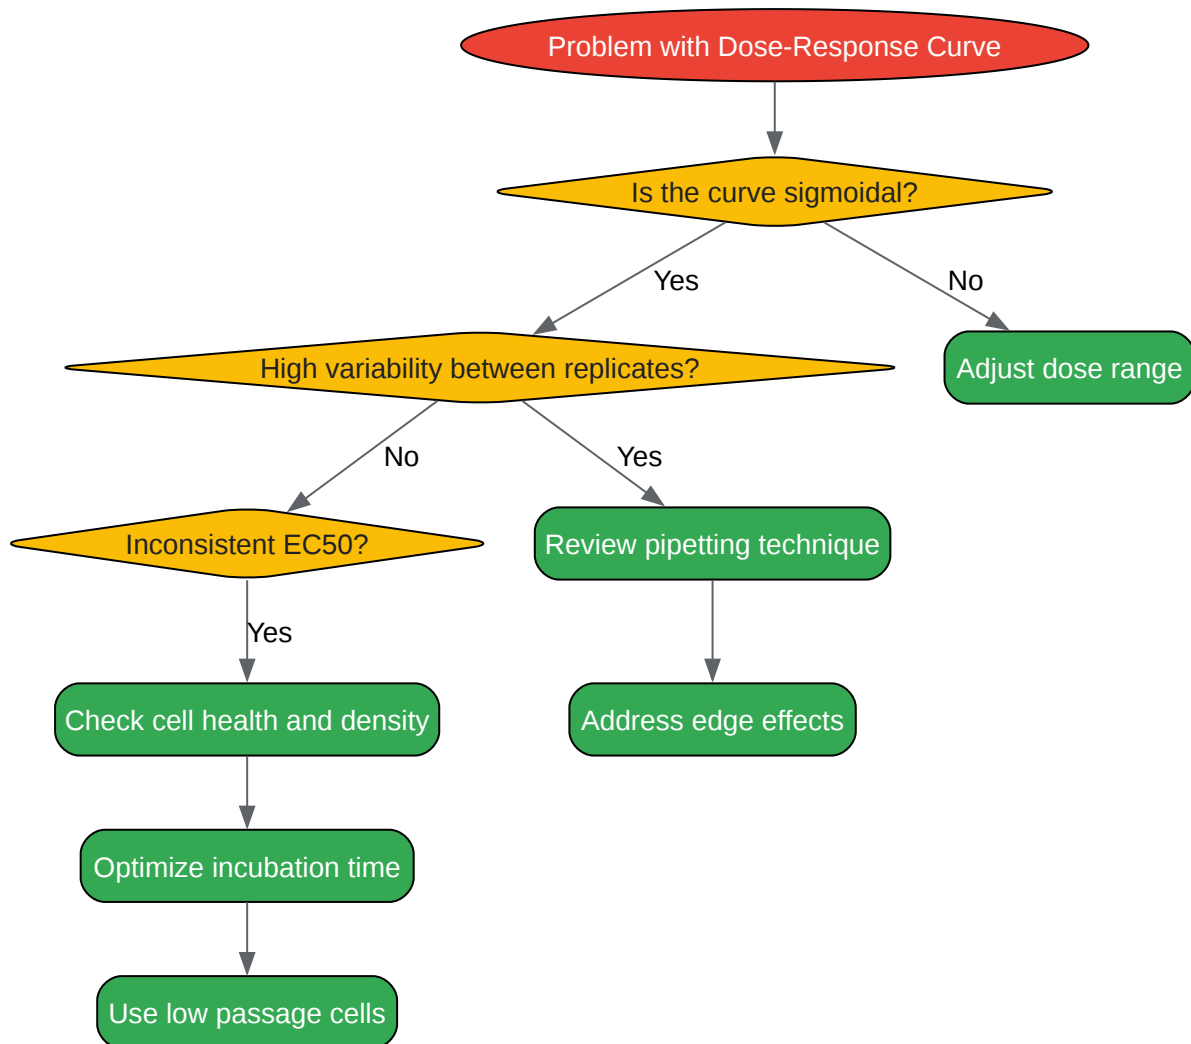 Problem with Dose-Response Curve
Is the curve sigmoidal?
Yes
No
High variability between replicates?
Adjust dose range
No
Yes
Inconsistent EC50?
Review pipetting technique
Yes
Check cell health and density
Address edge effects
Optimize incubation time
Use low passage cells